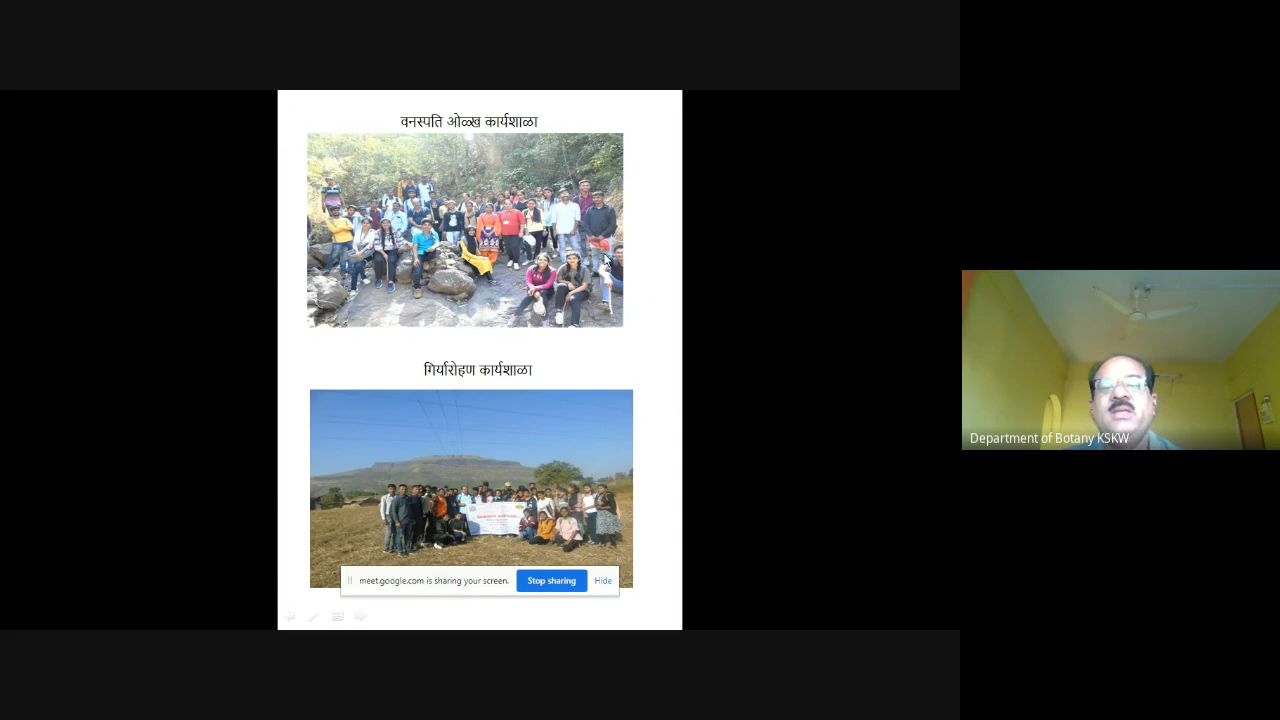 वनस्पति ओळ्ख कार्यशाळा
गिर्यारोहण कार्यशाळा
meet.google.com is sharing your screen.
Stop sharing
Hide
Department of Botany KSKW